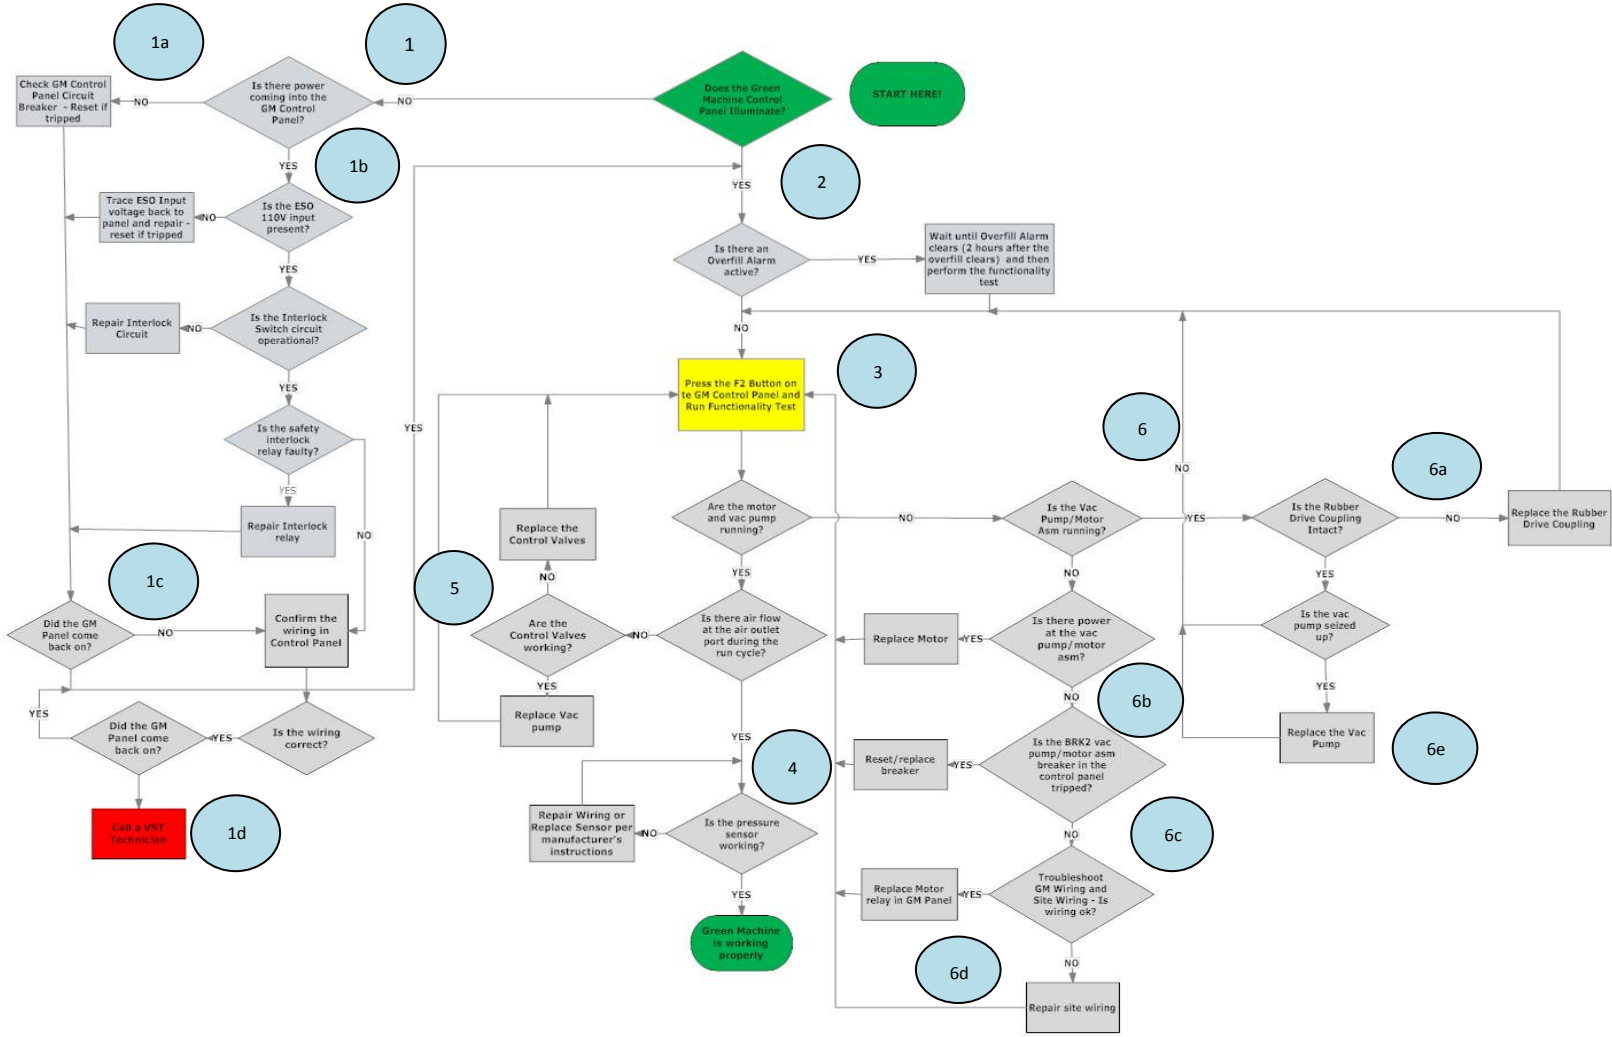 1a
1
Check GM Control
Panel Circuit
Breaker - Reset if
tripped
NO
Is there power
coming into the
GM Control
Panel?
NO
Does the Green
Machine Control
Panel Illuminate?
START HERE!
YES
1b
YES
2
Trace ESO Input
voltage back to
panel and repair -
reset if tripped
NO
Is the ESO
110V input
present?
YES
Is there an
Overfill Alarm
active?
YES
Wait until Overfill Alarm
clears (2 hours after the
overfill clears) and then
perform the functionality
test
NO
Repair Interlock
Circuit
NO
Is the Interlock
Switch circuit
operational?
YES
3
Press the F2 Button on
te GM Control Panel and
Run Functionality Test
Is the safety
interlock
relay faulty?
YES
NO
YES
6
NO
6a
Repair Interlock
relay
Replace the
Control Valves
NO
Are the motor
and vac pump
running?
NO
Is the Vac
Pump/Motor
Asm running?
YES
Is the Rubber
Drive Coupling
Intact?
NO
Replace the Rubber
Drive Coupling
YES
NO
YES
1c
5
Did the GM
Panel come
back on?
NO
Confirm the
wiring in
Control Panel
Are the
Control Valves
working?
NO
Is there air flow
at the air outlet
port during the
run cycle?
Replace Motor
YES
Is there power
at the vac
pump/motor
asm?
Is the vac
pump seized
up?
YES
NO
6b
YES
YES
Did the GM
Panel come
back on?
YES
Is the wiring
correct?
Replace Vac
pump
YES
Reset/replace
breaker
YES
Is the BRK2 vac
pump/motor asm
breaker in the
control panel
tripped?
Replace the Vac
Pump
6e
4
Call a VST
Technician
1d
Repair Wiring or
Replace Sensor per
manufacturer's
instructions
NO
Is the pressure
sensor
working?
NO
6c
YES
Replace Motor
relay in GM Panel
YES
Troubleshoot
GM Wiring and
Site Wiring - Is
wiring ok?
Green Machine
is working
properly
6d
NO
Repair site wiring